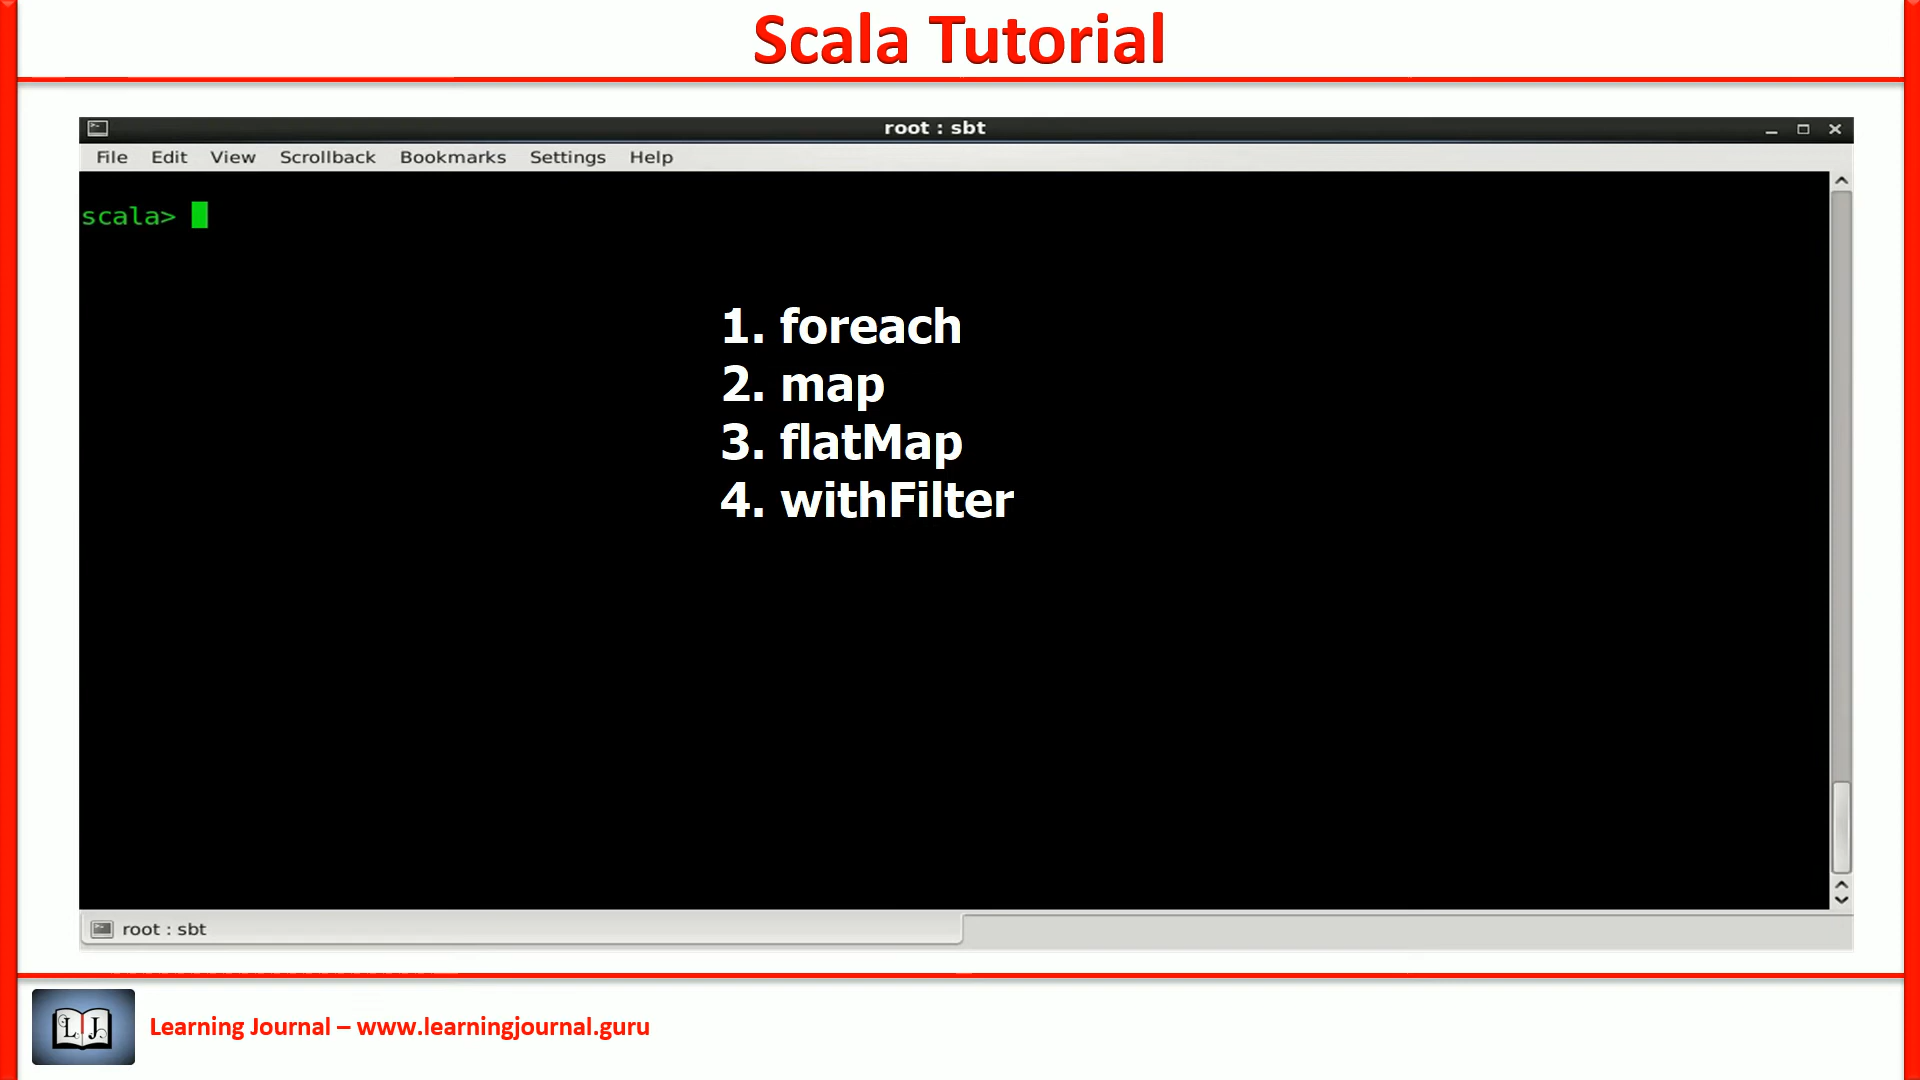 Scala Tutorial
root : sbt
File Edit View Scrollback Bookmarks Settings Help
scala>
1. foreach
2. map
3. flatMap
4. withFilter
root : sbt
L J
Learning Journal – www.learningjournal.guru